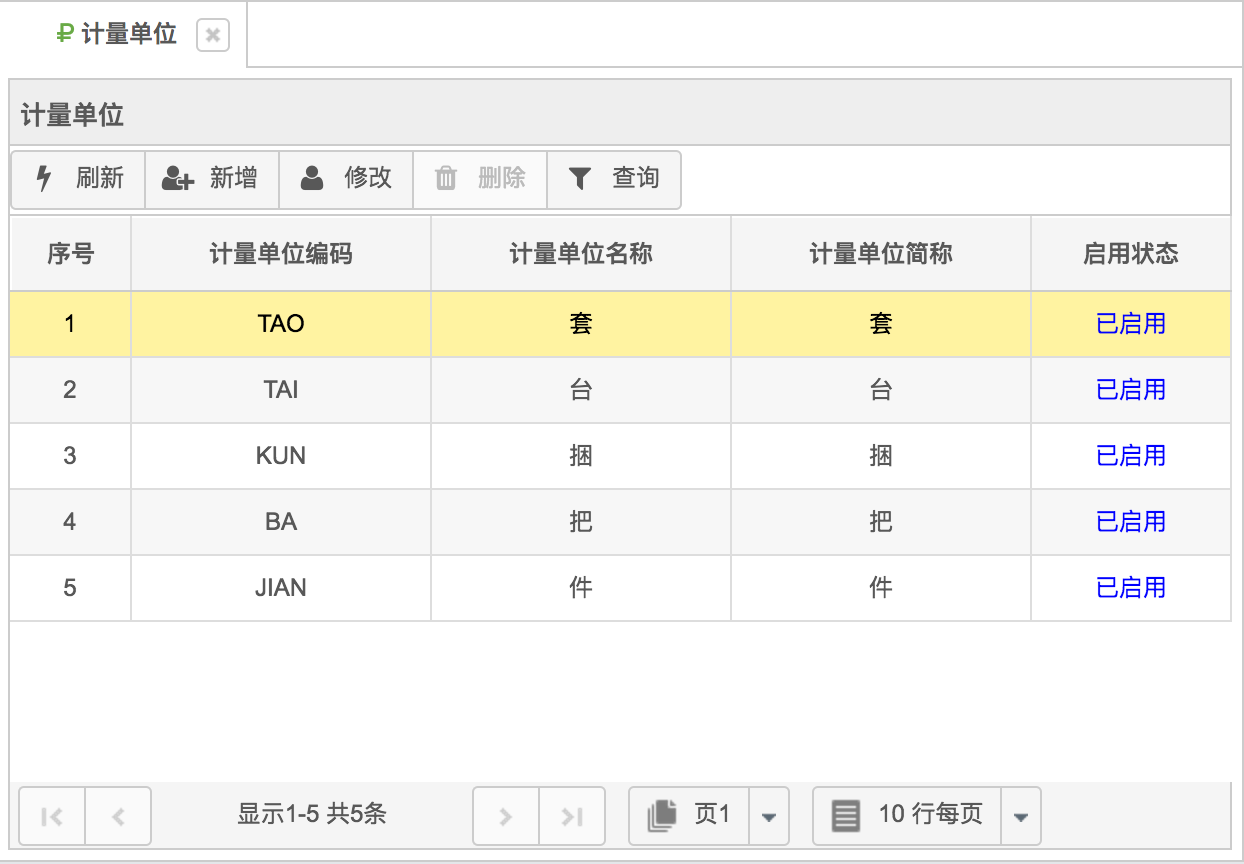 计量单位
计量单位
刷新 新增 修改 删除 查询
序号 计量单位编码 计量单位名称 计量单位简称 启用状态
1 TAO 套 套 已启用
2 TAI 台 台 已启用
3 KUN 捆 捆 已启用
4 BA 把 把 已启用
5 JIAN 件 件 已启用
显示1-5 共5条 页1 10 行每页